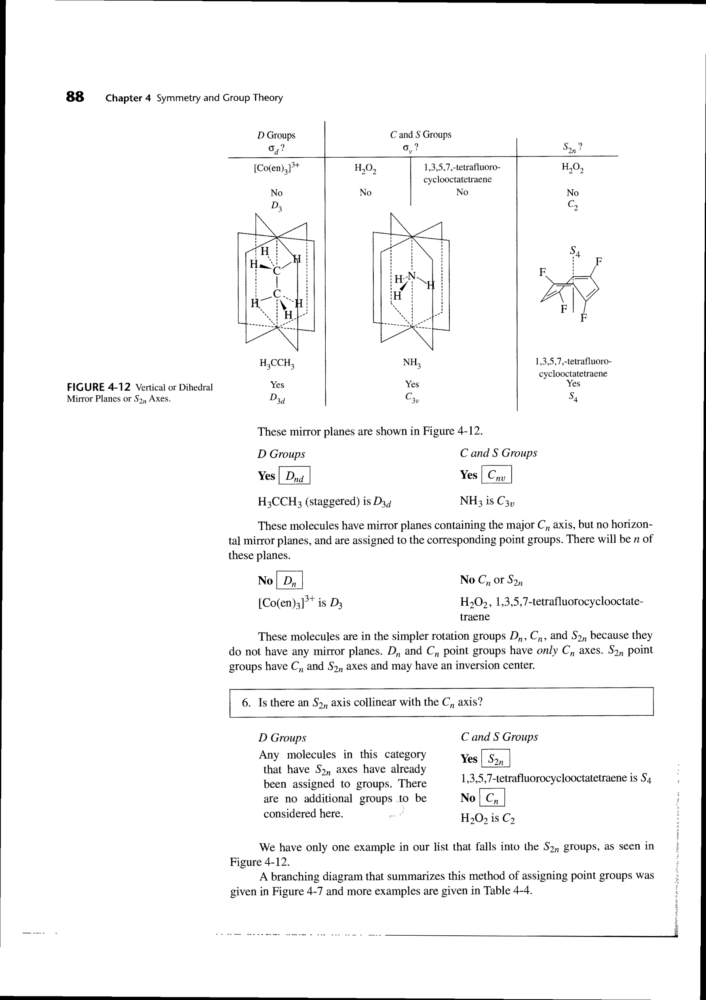 88 Chapter 4 Symmetry and Group Theory
D Groups
σd?
C and S Groups
σv?
S2n?
[Co(en)3]3+
H2O2
1,3,5,7,-tetrafluoro-
cyclooctatetraene
H2O2
No
No
No
No
D3
C2
H
H
H
C
C
H
H
H
H-N
H
H
S4
F
F
F
F
H3CCH3
NH3
1,3,5,7,-tetrafluoro-
cyclooctatetraene
Yes
Yes
Yes
D3d
C3v
S4
FIGURE 4-12 Vertical or Dihedral
Mirror Planes or S2n Axes.
These mirror planes are shown in Figure 4-12.
D Groups
C and S Groups
Yes Dnd
Yes Cnv
H3CCH3 (staggered) is D3d
NH3 is C3v
These molecules have mirror planes containing the major Cn axis, but no horizon-
tal mirror planes, and are assigned to the corresponding point groups. There will be n of
these planes.
No Dn
No Cn or S2n
[Co(en)3]3+ is D3
H2O2, 1,3,5,7-tetrafluorocyclooctate-
traene
These molecules are in the simpler rotation groups Dn, Cn, and S2n because they
do not have any mirror planes. Dn and Cn point groups have only Cn axes. S2n point
groups have Cn and S2n axes and may have an inversion center.
6. Is there an S2n axis collinear with the Cn axis?
D Groups
Any molecules in this category
that have S2n axes have already
been assigned to groups. There
are no additional groups to be
considered here.
C and S Groups
Yes S2n
1,3,5,7-tetrafluorocyclooctatetraene is S4
No Cn
H2O2 is C2
We have only one example in our list that falls into the S2n groups, as seen in
Figure 4-12.
A branching diagram that summarizes this method of assigning point groups was
given in Figure 4-7 and more examples are given in Table 4-4.